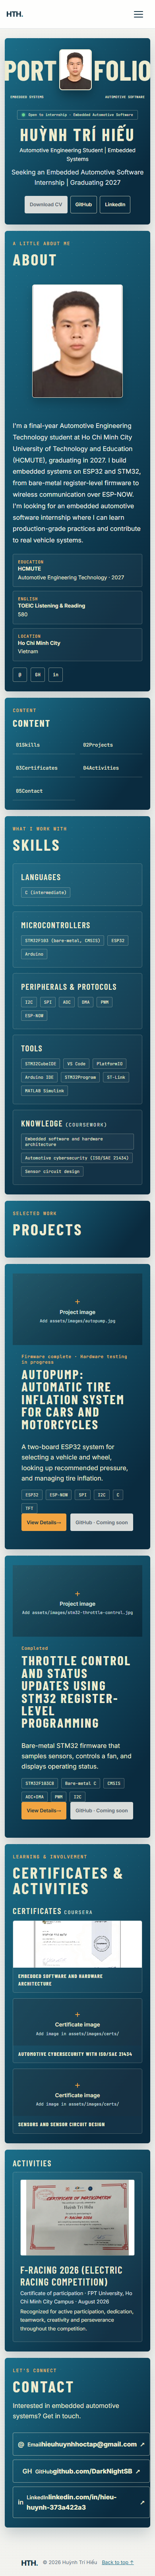 HTH.
PORT FOLIO
EMBEDDED SYSTEMS
AUTOMOTIVE SOFTWARE
Open to internship · Embedded Automotive Software
HUỲNH TRÍ HIẾU
Automotive Engineering Student | Embedded
Systems
Seeking an Embedded Automotive Software
Internship | Graduating 2027
Download CV
GitHub
LinkedIn
A LITTLE ABOUT ME
ABOUT
I'm a final-year Automotive Engineering
Technology student at Ho Chi Minh City
University of Technology and Education
(HCMUTE), graduating in 2027. I build
embedded systems on ESP32 and STM32,
from bare-metal register-level firmware to
wireless communication over ESP-NOW.
I'm looking for an embedded automotive
software internship where I can learn
production-grade practices and contribute
to real vehicle systems.
EDUCATION
HCMUTE
Automotive Engineering Technology · 2027
ENGLISH
TOEIC Listening & Reading
580
LOCATION
Ho Chi Minh City
Vietnam
@
GH
in
CONTENT
CONTENT
01Skills
02Projects
03Certificates
04Activities
05Contact
WHAT I WORK WITH
SKILLS
LANGUAGES
C (intermediate)
MICROCONTROLLERS
STM32F103 (bare-metal, CMSIS)
ESP32
Arduino
PERIPHERALS & PROTOCOLS
I2C
SPI
ADC
DMA
PWM
ESP-NOW
TOOLS
STM32CubeIDE
VS Code
PlatformIO
Arduino IDE
STM32Program
ST-Link
MATLAB Simulink
KNOWLEDGE (COURSEWORK)
Embedded software and hardware
architecture
Automotive cybersecurity (ISO/SAE 21434)
Sensor circuit design
SELECTED WORK
PROJECTS
+
Project image
Add assets/images/autopump.jpg
Firmware complete · Hardware testing
in progress
AUTOPUMP:
AUTOMATIC TIRE
INFLATION SYSTEM
FOR CARS AND
MOTORCYCLES
A two-board ESP32 system for
selecting a vehicle and wheel,
looking up recommended pressure,
and managing tire inflation.
ESP32
ESP-NOW
SPI
I2C
C
TFT
View Details→
GitHub · Coming soon
+
Project image
Add assets/images/stm32-throttle-control.jpg
Completed
THROTTLE CONTROL
AND STATUS
UPDATES USING
STM32 REGISTER-
LEVEL
PROGRAMMING
Bare-metal STM32 firmware that
samples sensors, controls a fan, and
displays operating status.
STM32F103C8
Bare-metal C
CMSIS
ADC+DMA
PWM
I2C
View Details→
GitHub · Coming soon
LEARNING & INVOLVEMENT
CERTIFICATES &
ACTIVITIES
CERTIFICATES COURSERA
EMBEDDED SOFTWARE AND HARDWARE
ARCHITECTURE
+
Certificate image
Add image in assets/images/certs/
AUTOMOTIVE CYBERSECURITY WITH ISO/SAE 21434
+
Certificate image
Add image in assets/images/certs/
SENSORS AND SENSOR CIRCUIT DESIGN
ACTIVITIES
F-RACING 2026 (ELECTRIC
RACING COMPETITION)
Certificate of participation · FPT University, Ho
Chi Minh City Campus · August 2026
Recognized for active participation, dedication,
teamwork, creativity and perseverance
throughout the competition.
LET'S CONNECT
CONTACT
Interested in embedded automotive
systems? Get in touch.
@ Emailhieuhuynhhoctap@gmail.com ↗
GH GitHubgithub.com/DarkNightSB ↗
in LinkedInlinkedin.com/in/hieu-
huynh-373a422a3 ↗
HTH. © 2026 Huỳnh Trí Hiếu Back to top ↑